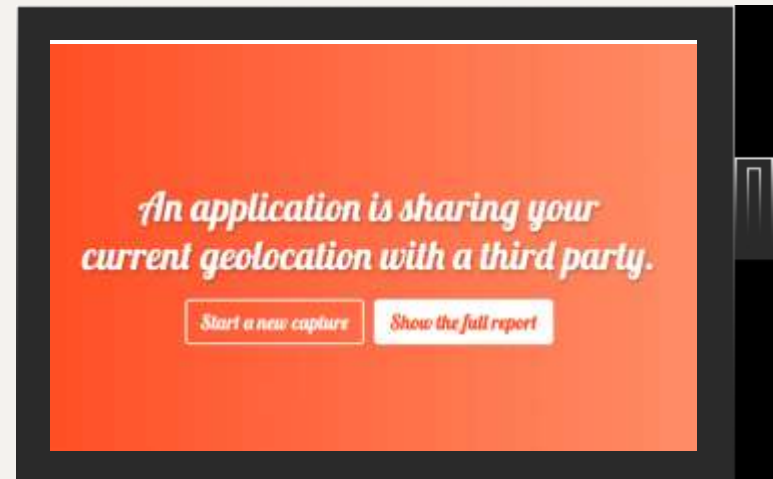 An application is sharing your
current geolocation with a third party.
Start a new capture
Show the full report